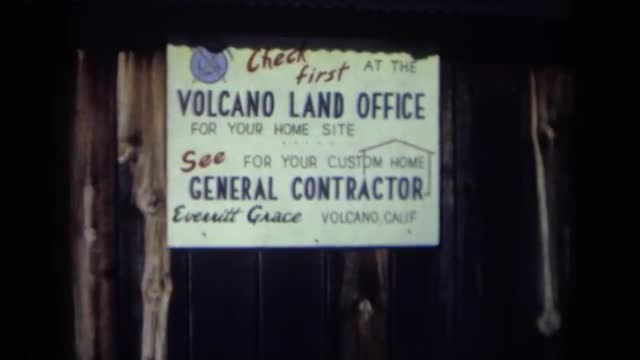 Check
first AT THE
VOLCANO LAND OFFICE
FOR YOUR HOME SITE
See FOR YOUR CUSTOM HOME
GENERAL CONTRACTOR
Everitt Grace VOLCANO, CALIF